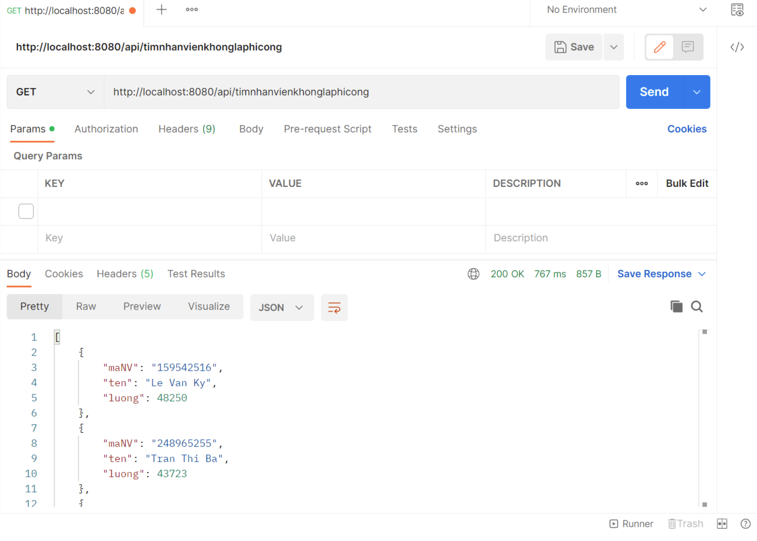 GET http://localhost:8080/a
No Environment
http://localhost:8080/api/timnhanvienkhonglaphicong
Save
GET
http://localhost:8080/api/timnhanvienkhonglaphicong
Send
Params Authorization Headers (9) Body Pre-request Script Tests Settings Cookies
Query Params
KEY VALUE DESCRIPTION Bulk Edit
Key Value Description
Body Cookies Headers (5) Test Results 200 OK 767 ms 857 B Save Response
Pretty Raw Preview Visualize JSON
1 [
2 {
3 "maNV": "159542516",
4 "ten": "Le Van Ky",
5 "luong": 48250
6 },
7 {
8 "maNV": "248965255",
9 "ten": "Tran Thi Ba",
10 "luong": 43723
11 },
12 {
Runner Trash